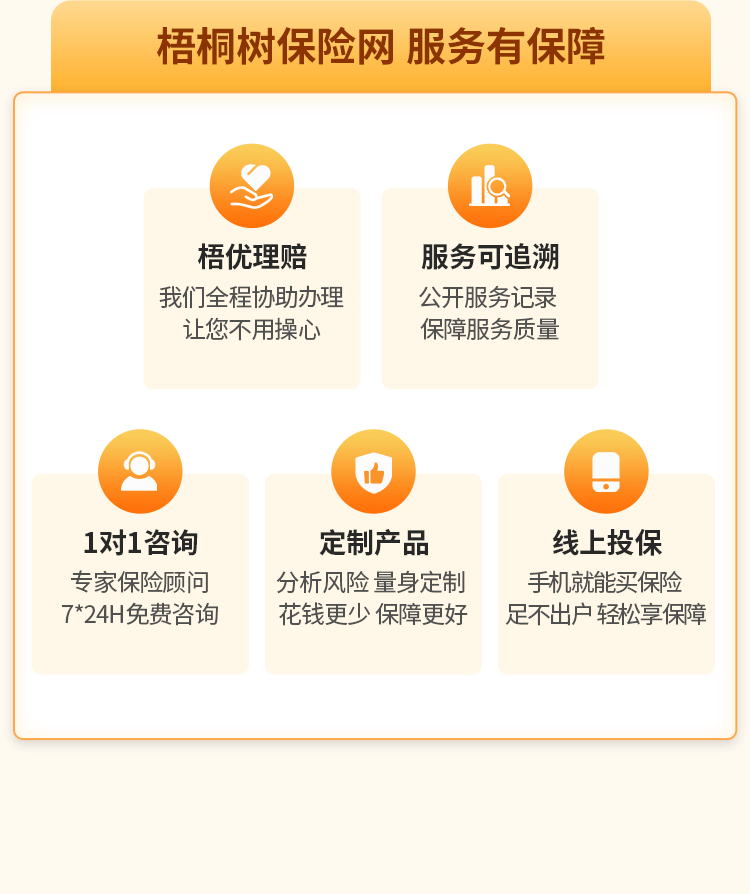 梧桐树保险网 服务有保障
梧优理赔
我们全程协助办理
让您不用操心
服务可追溯
公开服务记录
保障服务质量
1对1咨询
专家保险顾问
7*24H免费咨询
定制产品
分析风险 量身定制
花钱更少 保障更好
线上投保
手机就能买保险
足不出户 轻松享保障